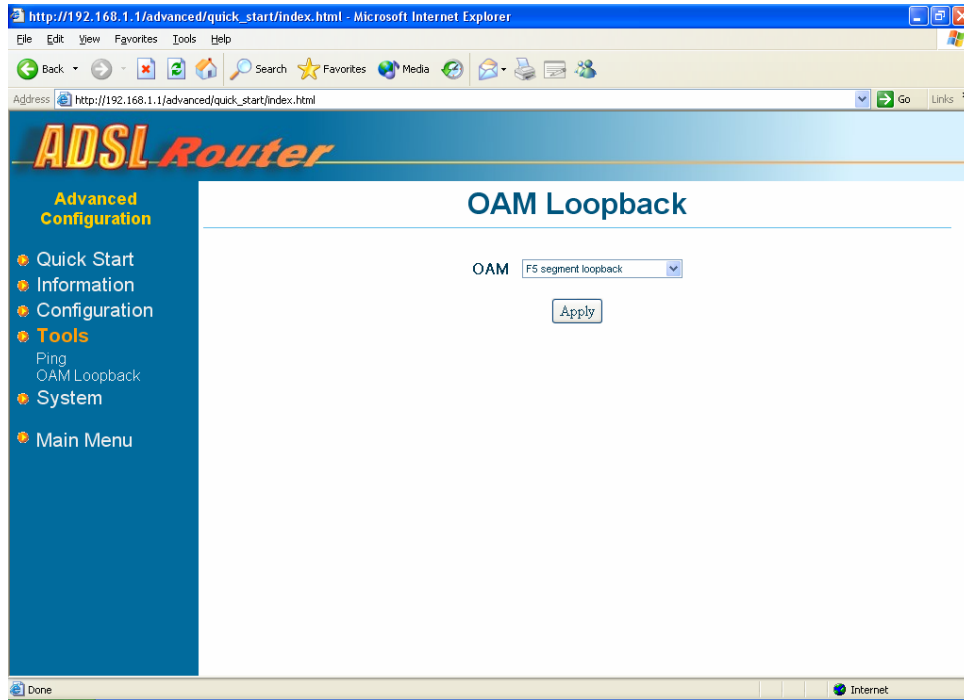 http://192.168.1.1/advanced/quick_start/index.html - Microsoft Internet Explorer
File Edit View Favorites Tools Help
Back Search Favorites Media
Address http://192.168.1.1/advanced/quick_start/index.html Go Links
ADSL Router
Advanced
Configuration
Quick Start
Information
Configuration
Tools
Ping
OAM Loopback
System
Main Menu
OAM Loopback
OAM F5 segment loopback
Apply
Done Internet